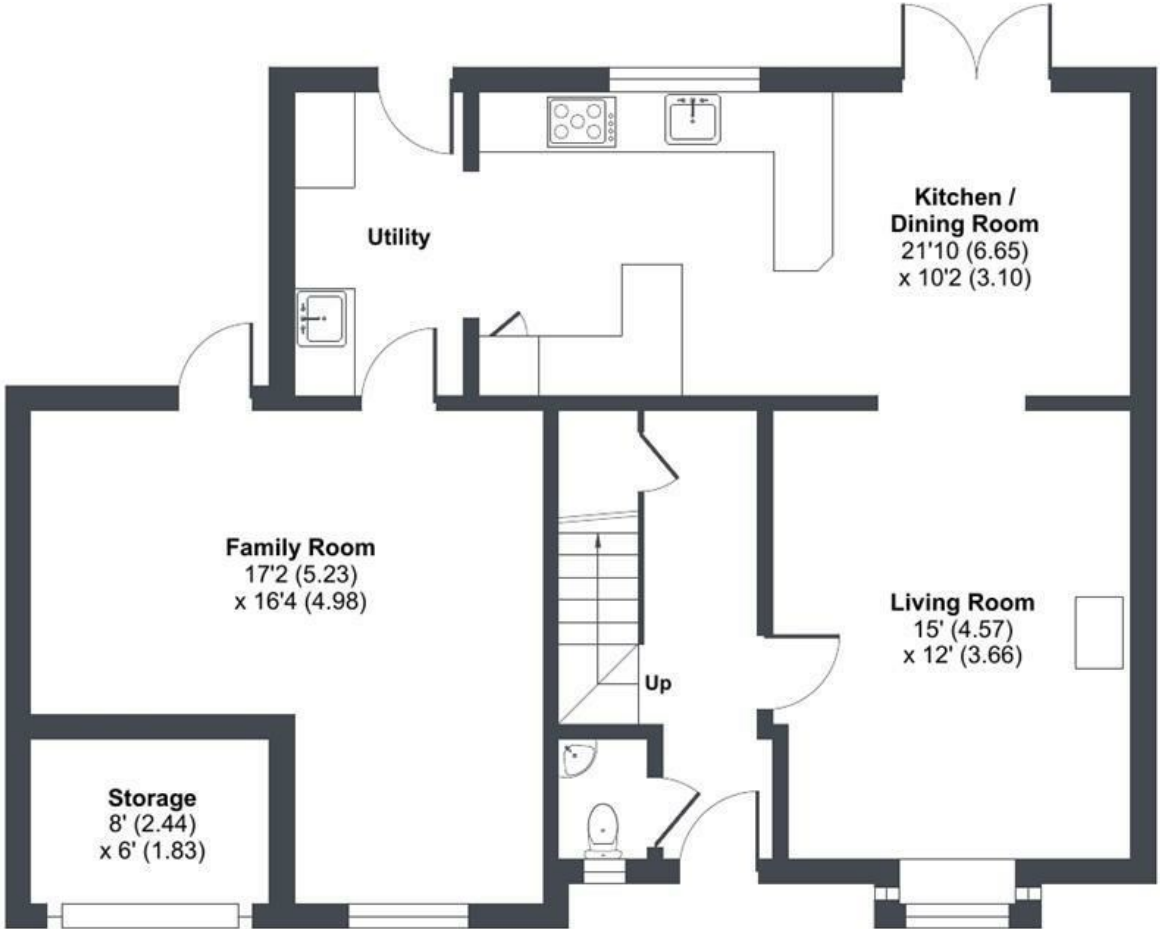 Kitchen /
Dining Room
21'10 (6.65)
x 10'2 (3.10)
Utility
Family Room
17'2 (5.23)
x 16'4 (4.98)
Living Room
15' (4.57)
x 12' (3.66)
Up
Storage
8' (2.44)
x 6' (1.83)